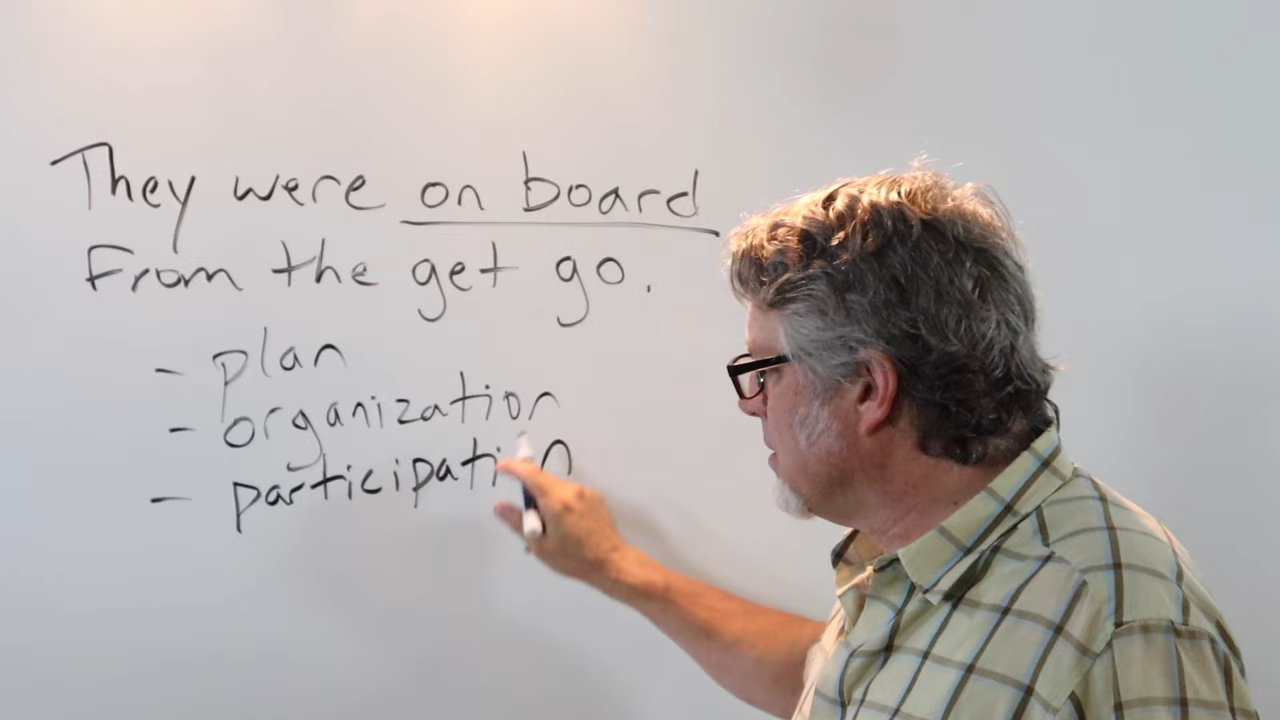 They were on board
from the get go.
- plan
- organization
- participation